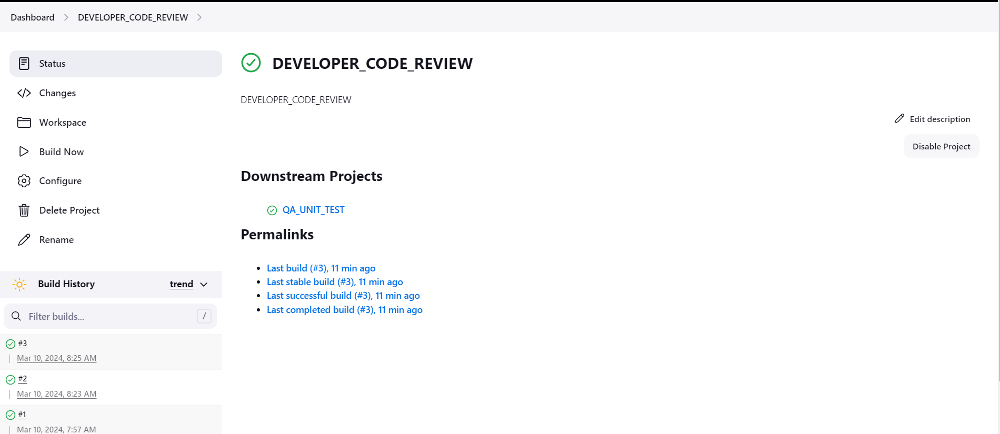 Dashboard > DEVELOPER_CODE_REVIEW >
Status
Changes
Workspace
Build Now
Configure
Delete Project
Rename
Build History trend
Filter builds... /
#3
Mar 10, 2024, 8:25 AM
#2
Mar 10, 2024, 8:23 AM
#1
Mar 10, 2024, 7:57 AM
DEVELOPER_CODE_REVIEW
DEVELOPER_CODE_REVIEW
Edit description
Disable Project
Downstream Projects
QA_UNIT_TEST
Permalinks
• Last build (#3), 11 min ago
• Last stable build (#3), 11 min ago
• Last successful build (#3), 11 min ago
• Last completed build (#3), 11 min ago